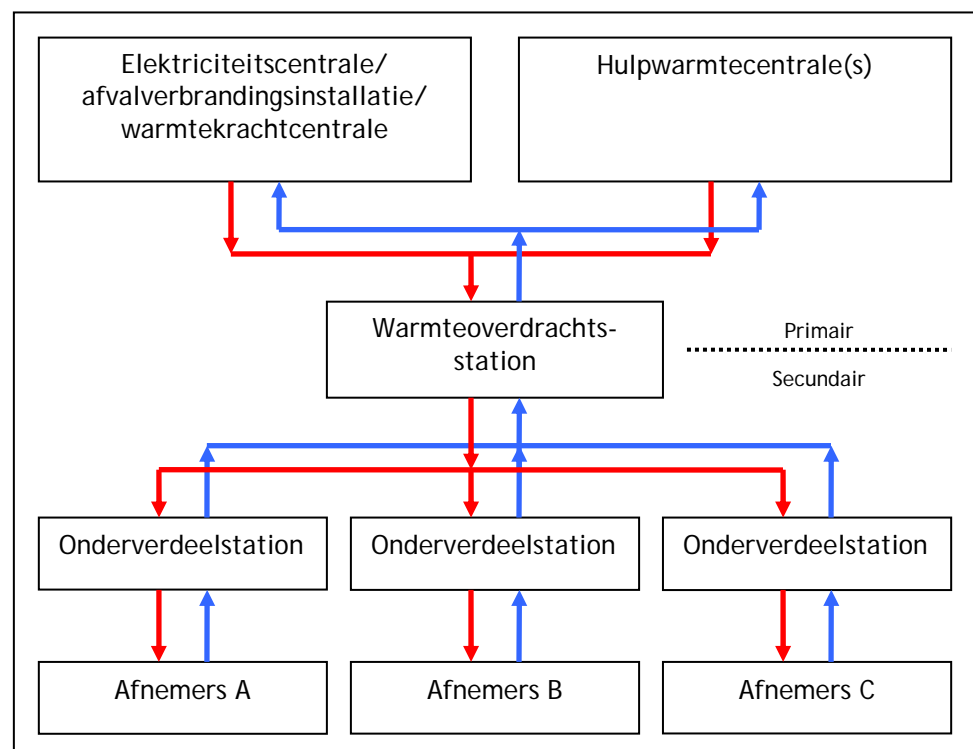 Elektriciteitscentrale/
afvalverbrandingsinstallatie/
warmtekrachtcentrale
Hulpwarmtecentrale(s)
Warmteoverdrachts-
station
Primair
Secundair
Onderverdeelstation
Onderverdeelstation
Onderverdeelstation
Afnemers A
Afnemers B
Afnemers C